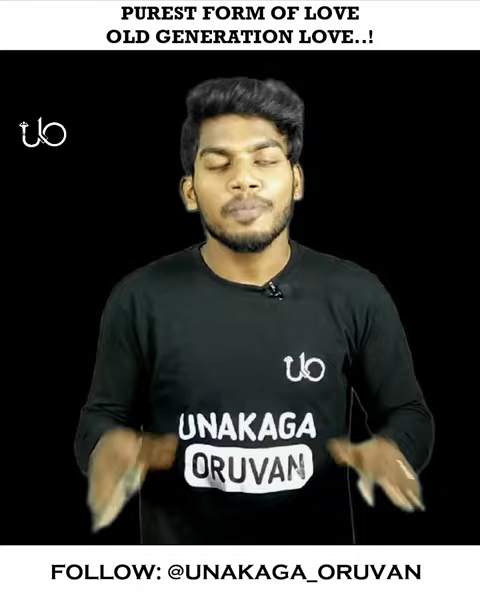 PUREST FORM OF LOVE
OLD GENERATION LOVE..!
UO
UO
UNAKAGA
ORUVAN
FOLLOW: @UNAKAGA_ORUVAN